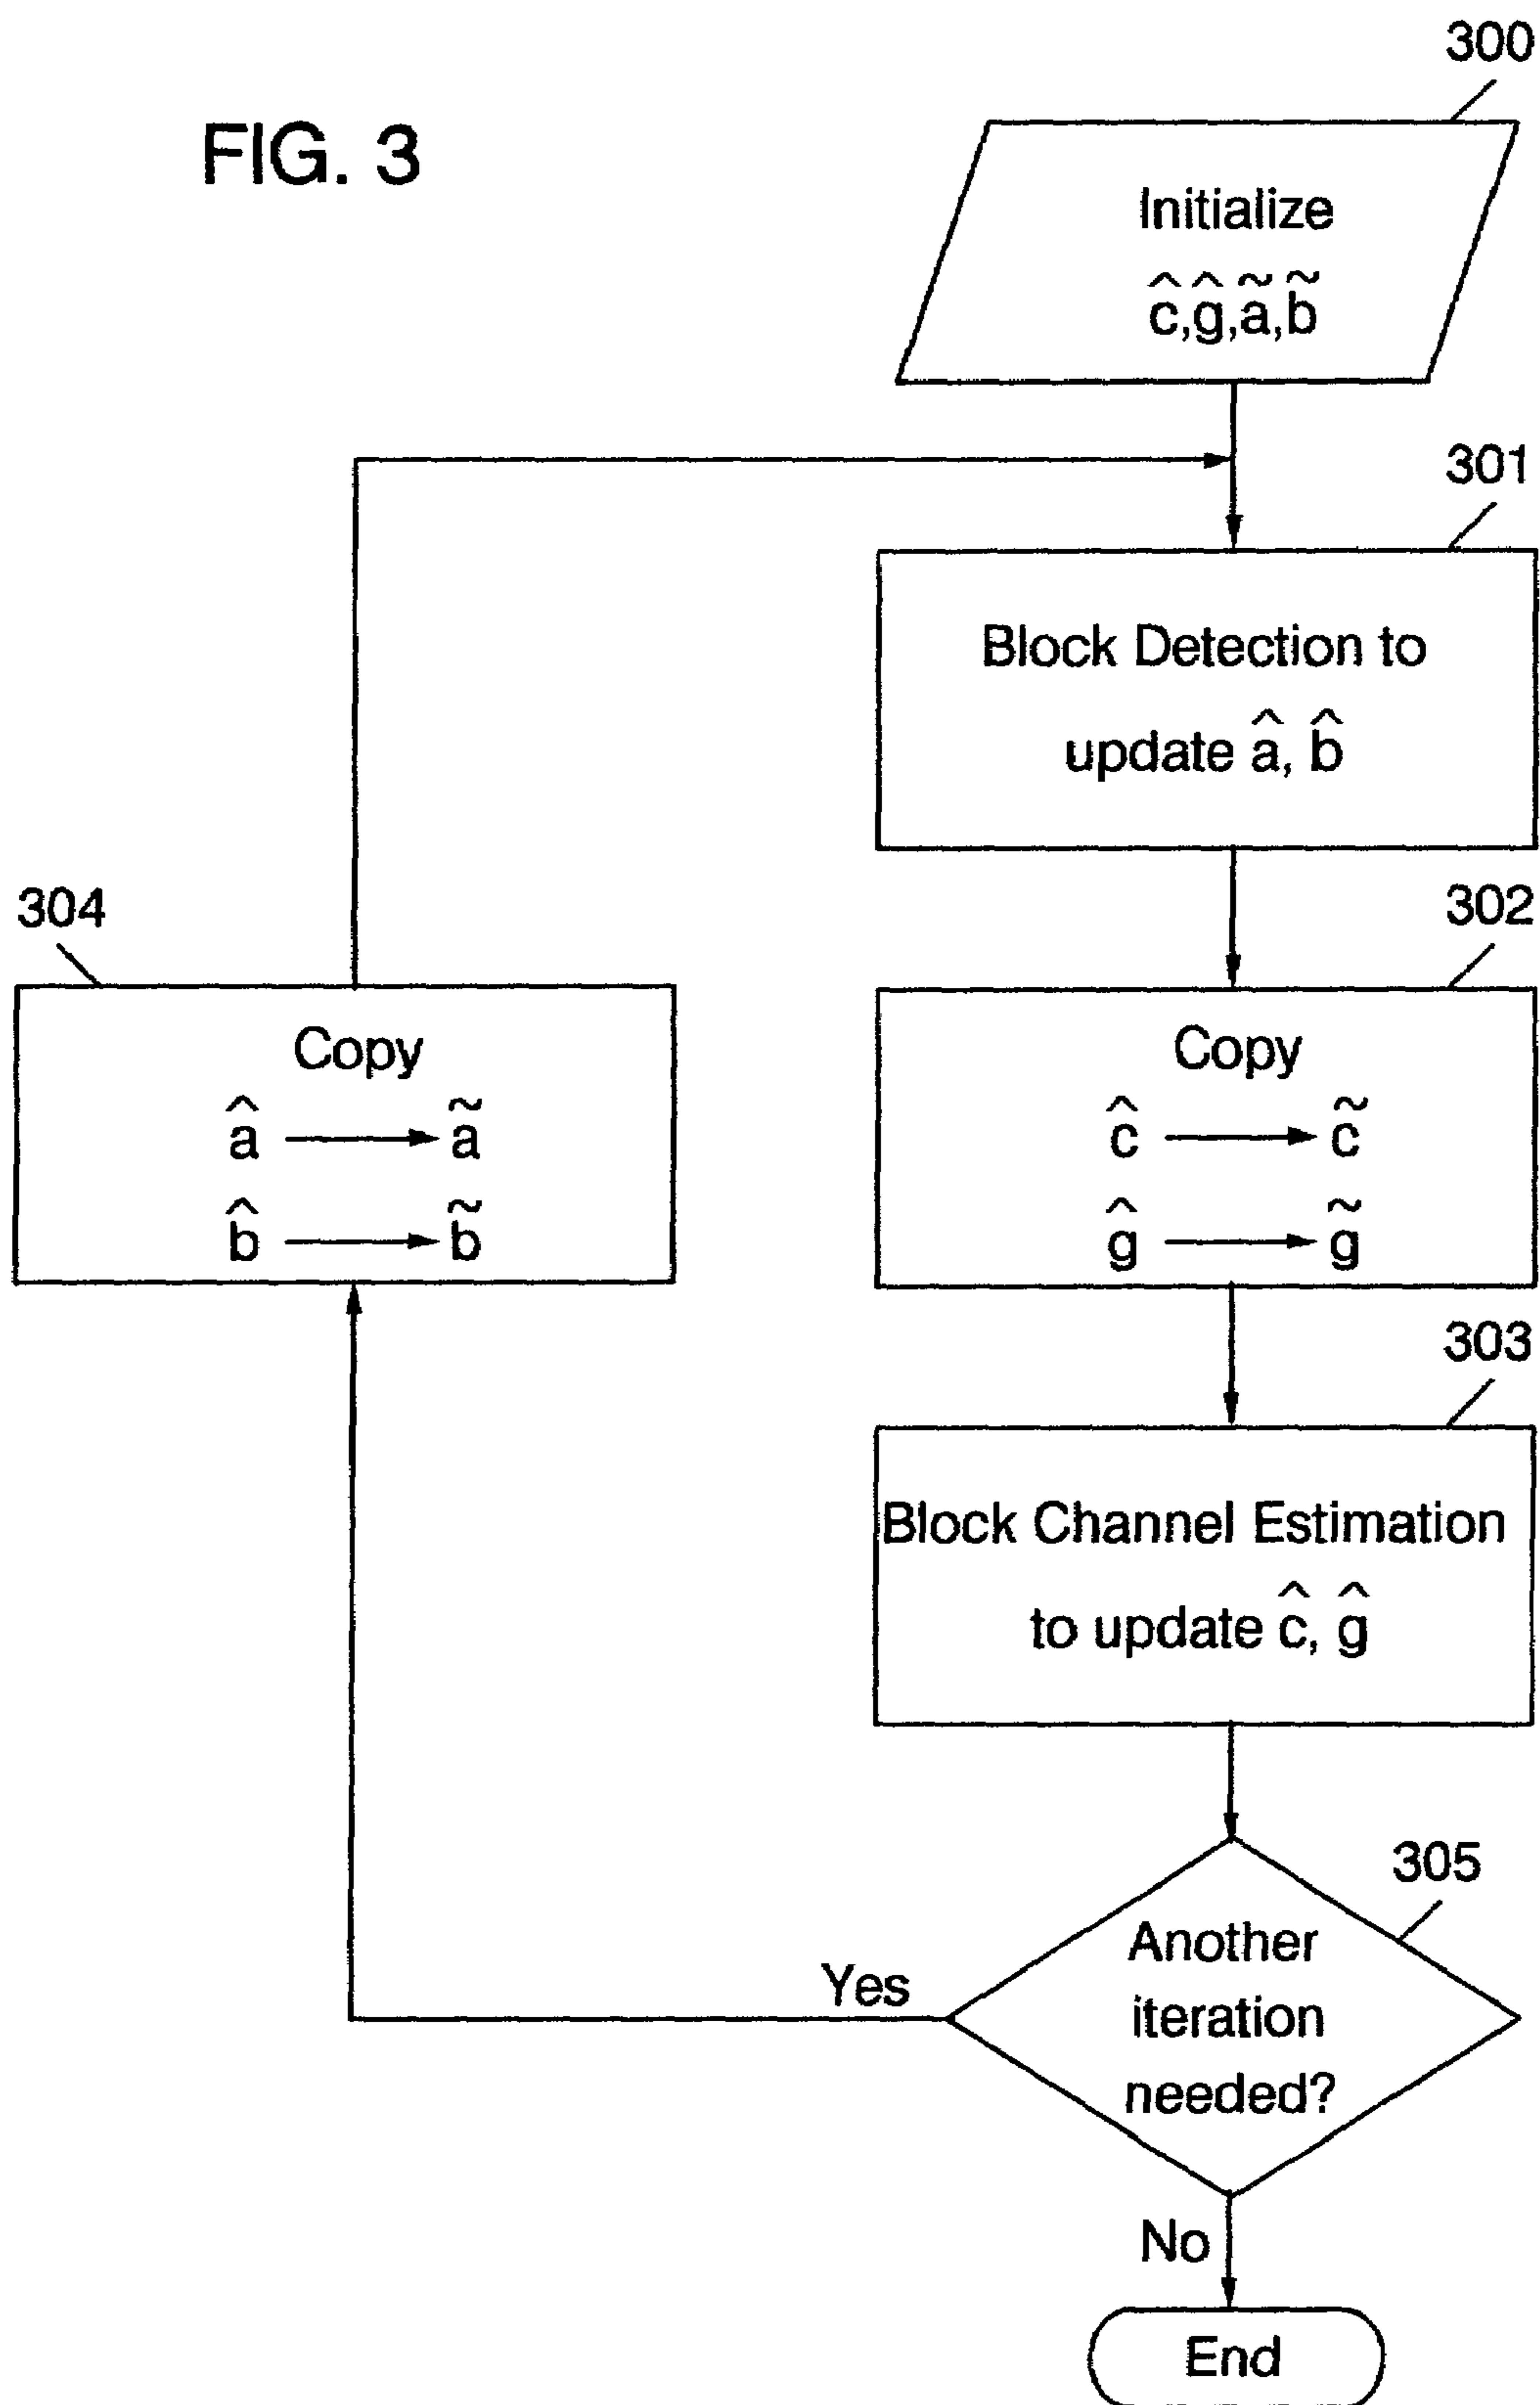 FIG. 3
300
Initialize
ĉ,ĝ,ã,b̃
301
Block Detection to
update â, b̂
302
Copy
ĉ → c̃
ĝ → g̃
303
Block Channel Estimation
to update ĉ, ĝ
304
Copy
â → ã
b̂ → b̃
305
Another
iteration
needed?
Yes
No
End